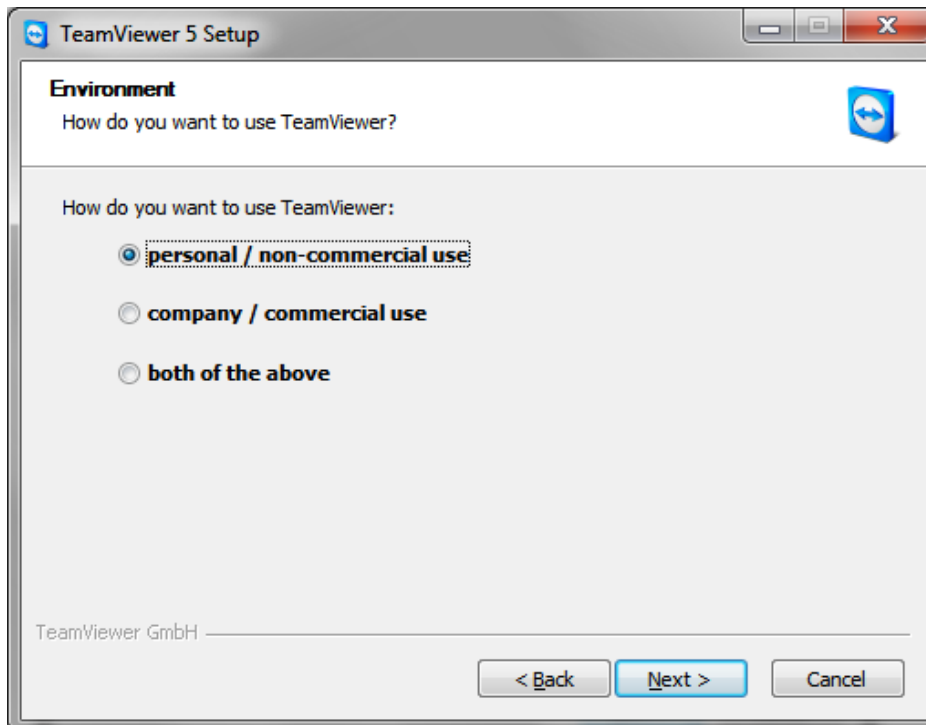 TeamViewer 5 Setup
Environment
How do you want to use TeamViewer?
How do you want to use TeamViewer:
personal / non-commercial use
company / commercial use
both of the above
TeamViewer GmbH
< Back Next > Cancel